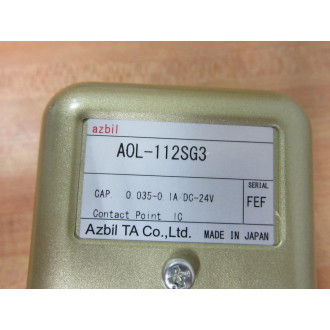 azbil
AOL-112SG3
CAP. 0.035-0.1A/DC-24V
SERIAL
FEF
Contact Point IC
Azbil TA Co.,Ltd. MADE IN JAPAN